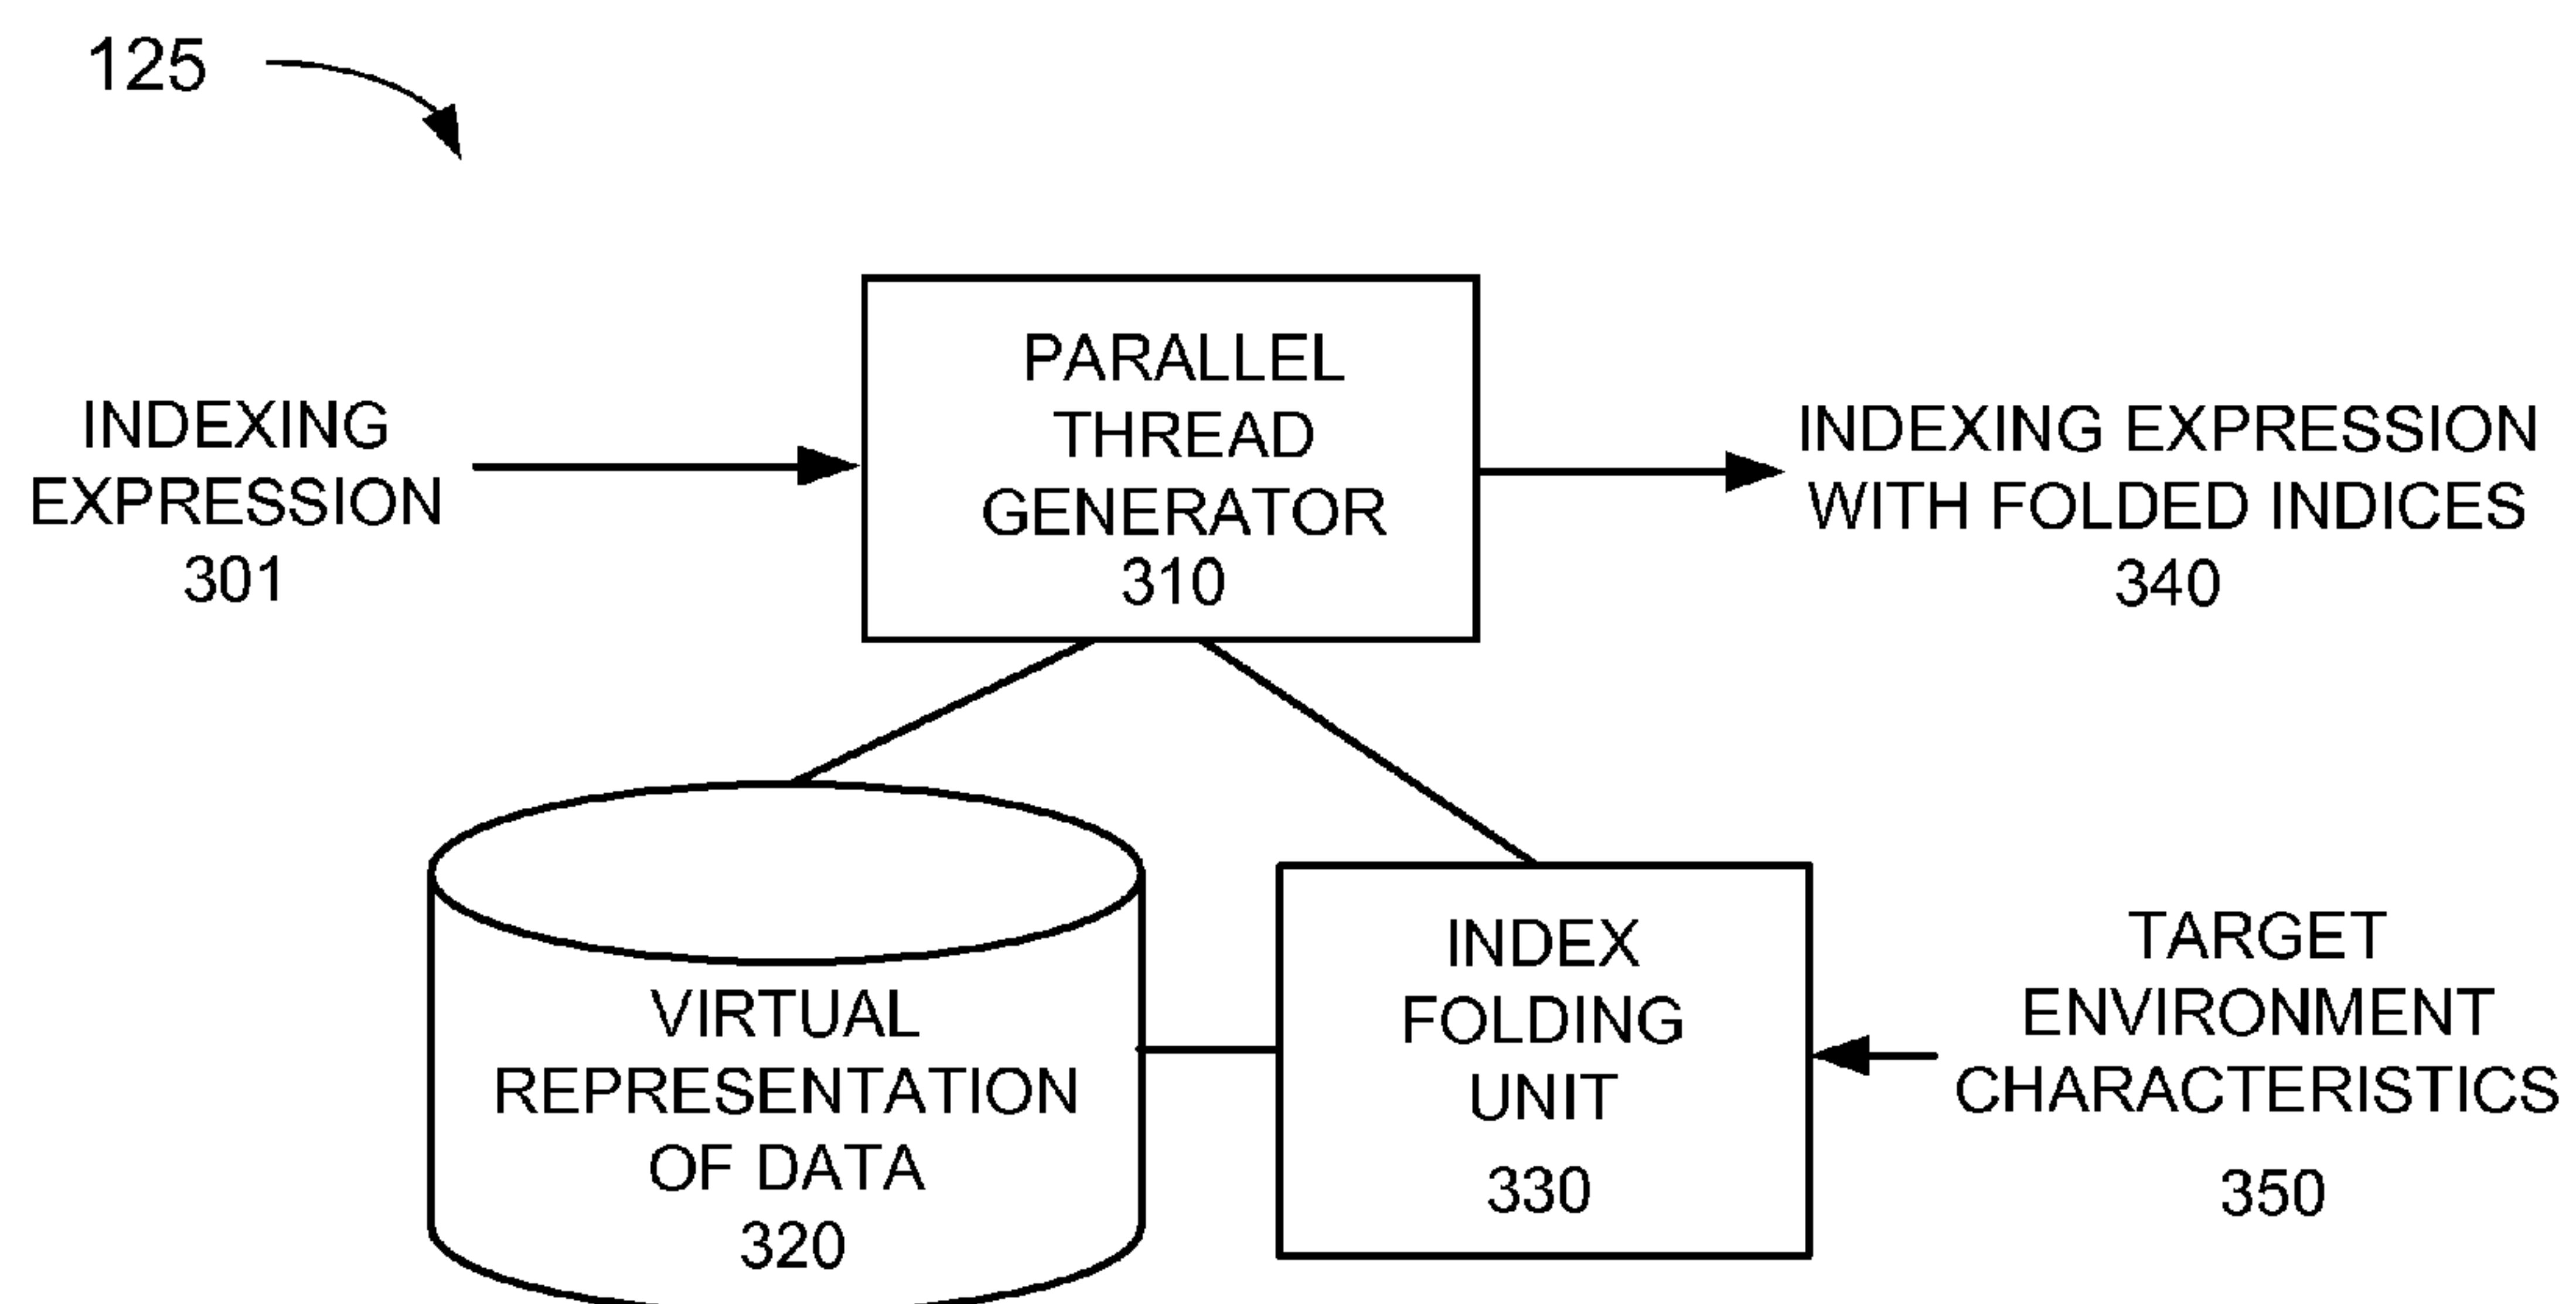 125
INDEXING
EXPRESSION
301
PARALLEL
THREAD
GENERATOR
310
INDEXING EXPRESSION
WITH FOLDED INDICES
340
VIRTUAL
REPRESENTATION
OF DATA
320
INDEX
FOLDING
UNIT
330
TARGET
ENVIRONMENT
CHARACTERISTICS
350